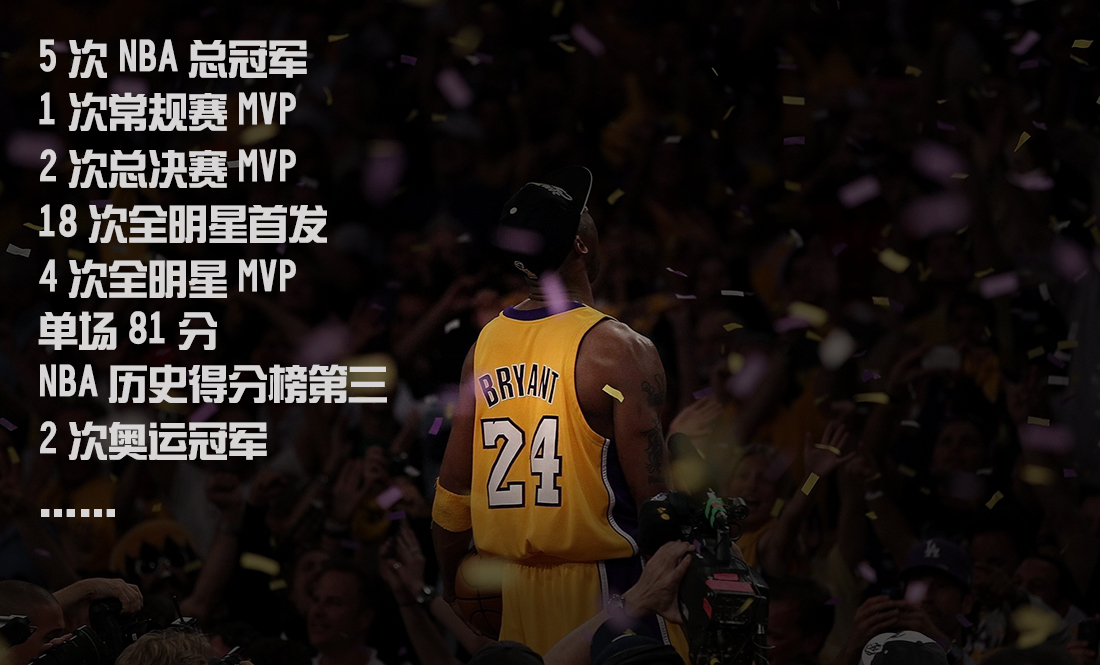 5 次 NBA 总冠军
1 次常规赛 MVP
2 次总决赛 MVP
18 次全明星首发
4 次全明星 MVP
单场 81 分
NBA 历史得分榜第三
2 次奥运冠军
......
BRYANT
24
LA